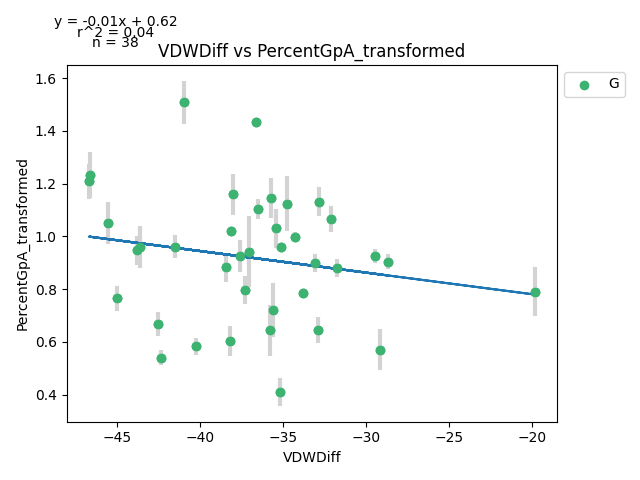 y = -0.01x + 0.62
r^2 = 0.04
n = 38
VDWDiff vs PercentGpA_transformed
G
PercentGpA_transformed
1.6
1.4
1.2
1.0
0.8
0.6
0.4
−45
−40
−35
−30
−25
−20
VDWDiff